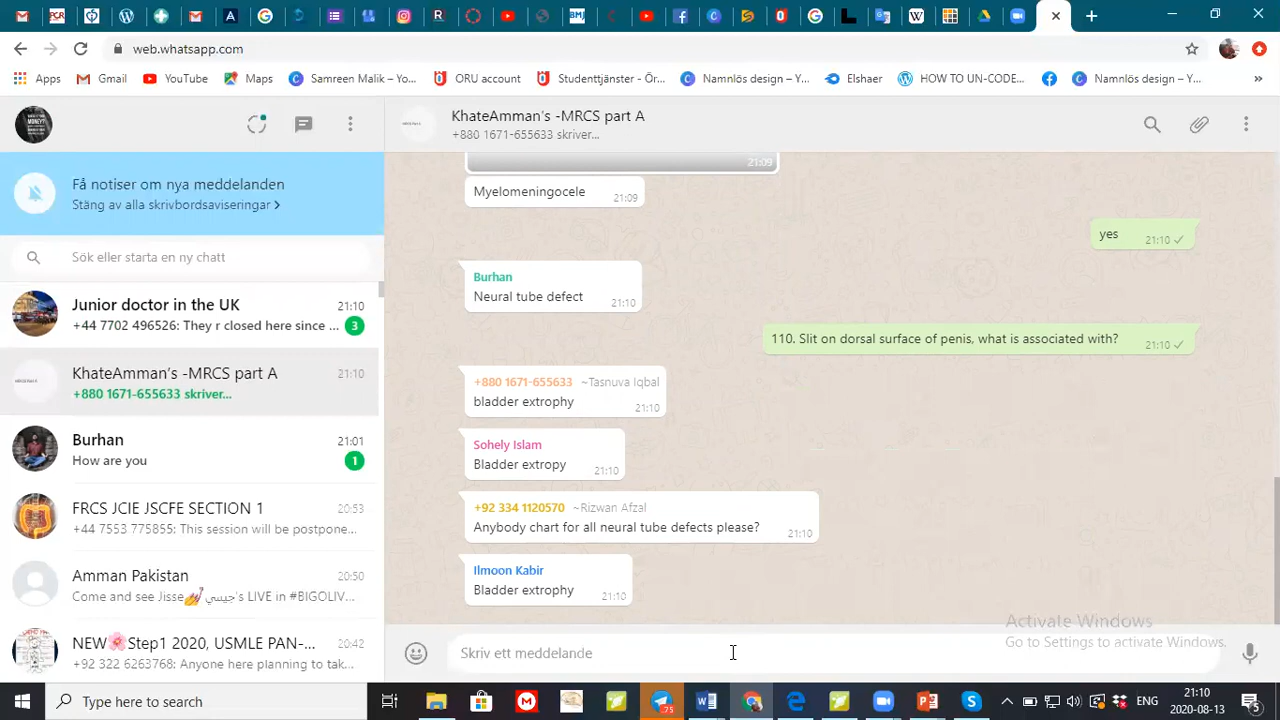 web.whatsapp.com
Apps
Gmail
YouTube
Maps
Samreen Malik – Yo...
ORU account
Studenttjänster - Ör...
Namnlös design – Y...
Elshaer
HOW TO UN-CODE...
Namnlös design – Y...
KhateAmman's -MRCS part A
+880 1671-655633 skriver...
Få notiser om nya meddelanden
Stäng av alla skrivbordsaviseringar >
Sök eller starta en ny chatt
Junior doctor in the UK 21:10
+44 7702 496526: They r closed here since ... 3
KhateAmman's -MRCS part A 21:10
+880 1671-655633 skriver...
Burhan 21:01
How are you 1
FRCS JCIE JSCFE SECTION 1 20:53
+44 7553 775855: This session will be postpone...
Amman Pakistan 20:50
Come and see Jisse💅جيسي's LIVE in #BIGOLIV...
NEW🌸Step1 2020, USMLE PAN-... 20:42
+92 322 6263768: Anyone here planning to tak...
21:09
Myelomeningocele 21:09
yes 21:10
Burhan
Neural tube defect 21:10
110. Slit on dorsal surface of penis, what is associated with? 21:10
+880 1671-655633 ~Tasnuva Iqbal
bladder extrophy 21:10
Sohely Islam
Bladder extropy 21:10
+92 334 1120570 ~Rizwan Afzal
Anybody chart for all neural tube defects please? 21:10
Ilmoon Kabir
Bladder extrophy 21:10
Skriv ett meddelande
Activate Windows
Go to Settings to activate Windows.
Type here to search
75
ENG
21:10
2020-08-13
5